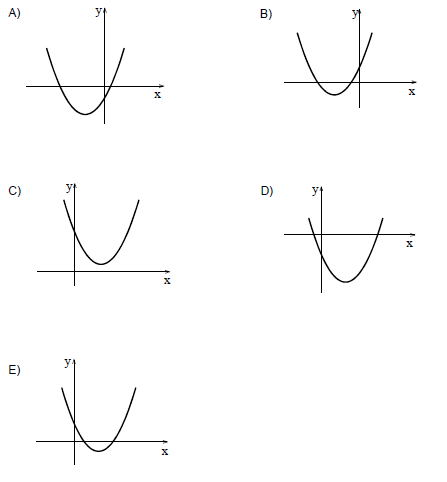 A) y x
B) y x
C) y x
D) y x
E) y x